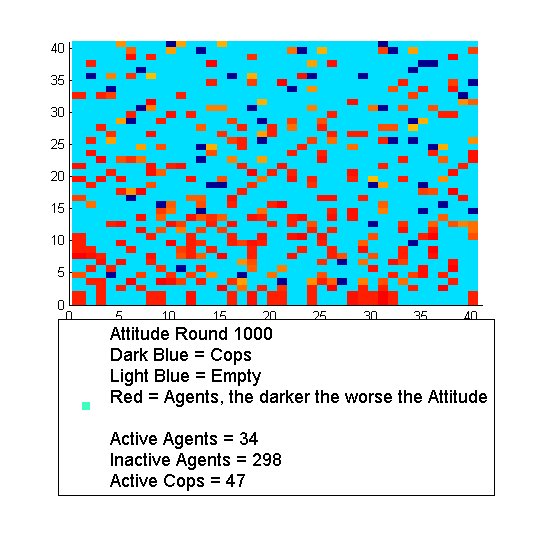 40
35
30
25
20
15
10
5
0
0 5 10 15 20 25 30 35 40
Attitude Round 1000
Dark Blue = Cops
Light Blue = Empty
Red = Agents, the darker the worse the Attitude
Active Agents = 34
Inactive Agents = 298
Active Cops = 47